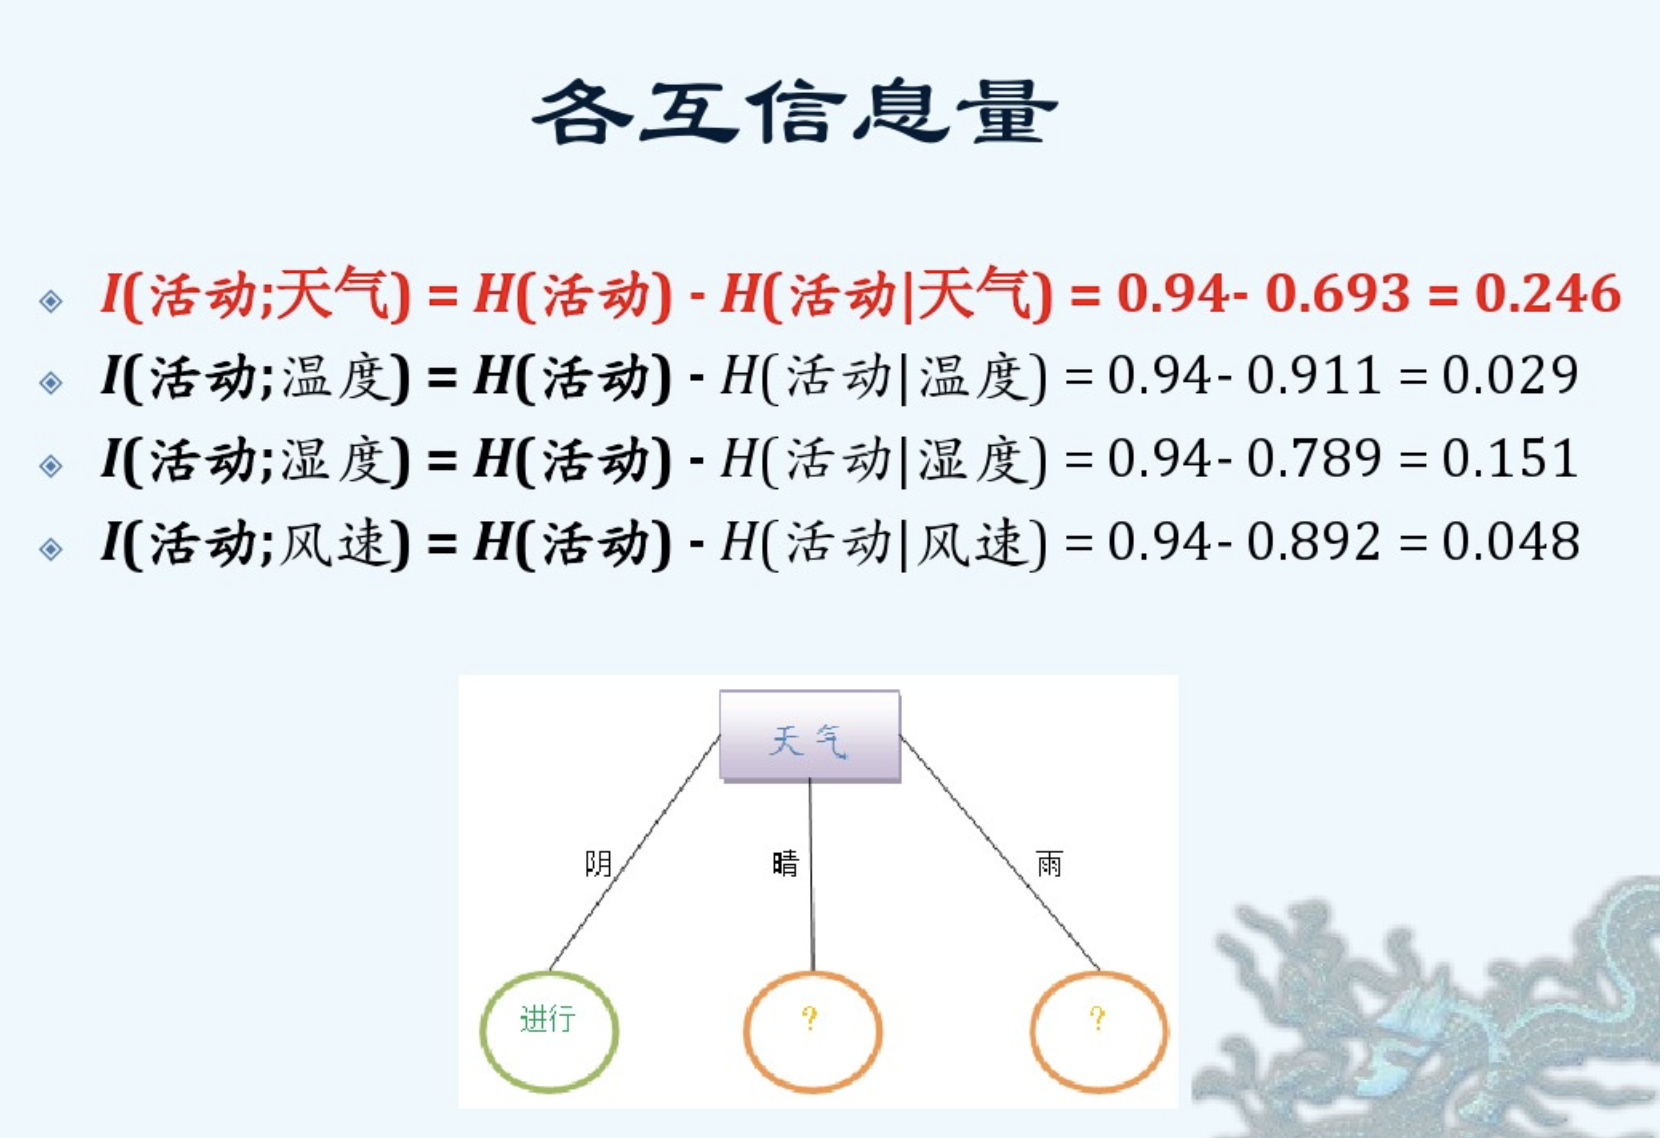 各互信息量
I(活动;天气) = H(活动) - H(活动|天气) = 0.94- 0.693 = 0.246
I(活动;温度) = H(活动) - H(活动|温度) = 0.94- 0.911 = 0.029
I(活动;湿度) = H(活动) - H(活动|湿度) = 0.94- 0.789 = 0.151
I(活动;风速) = H(活动) - H(活动|风速) = 0.94- 0.892 = 0.048
天气
阴 晴 雨
进行 ? ?